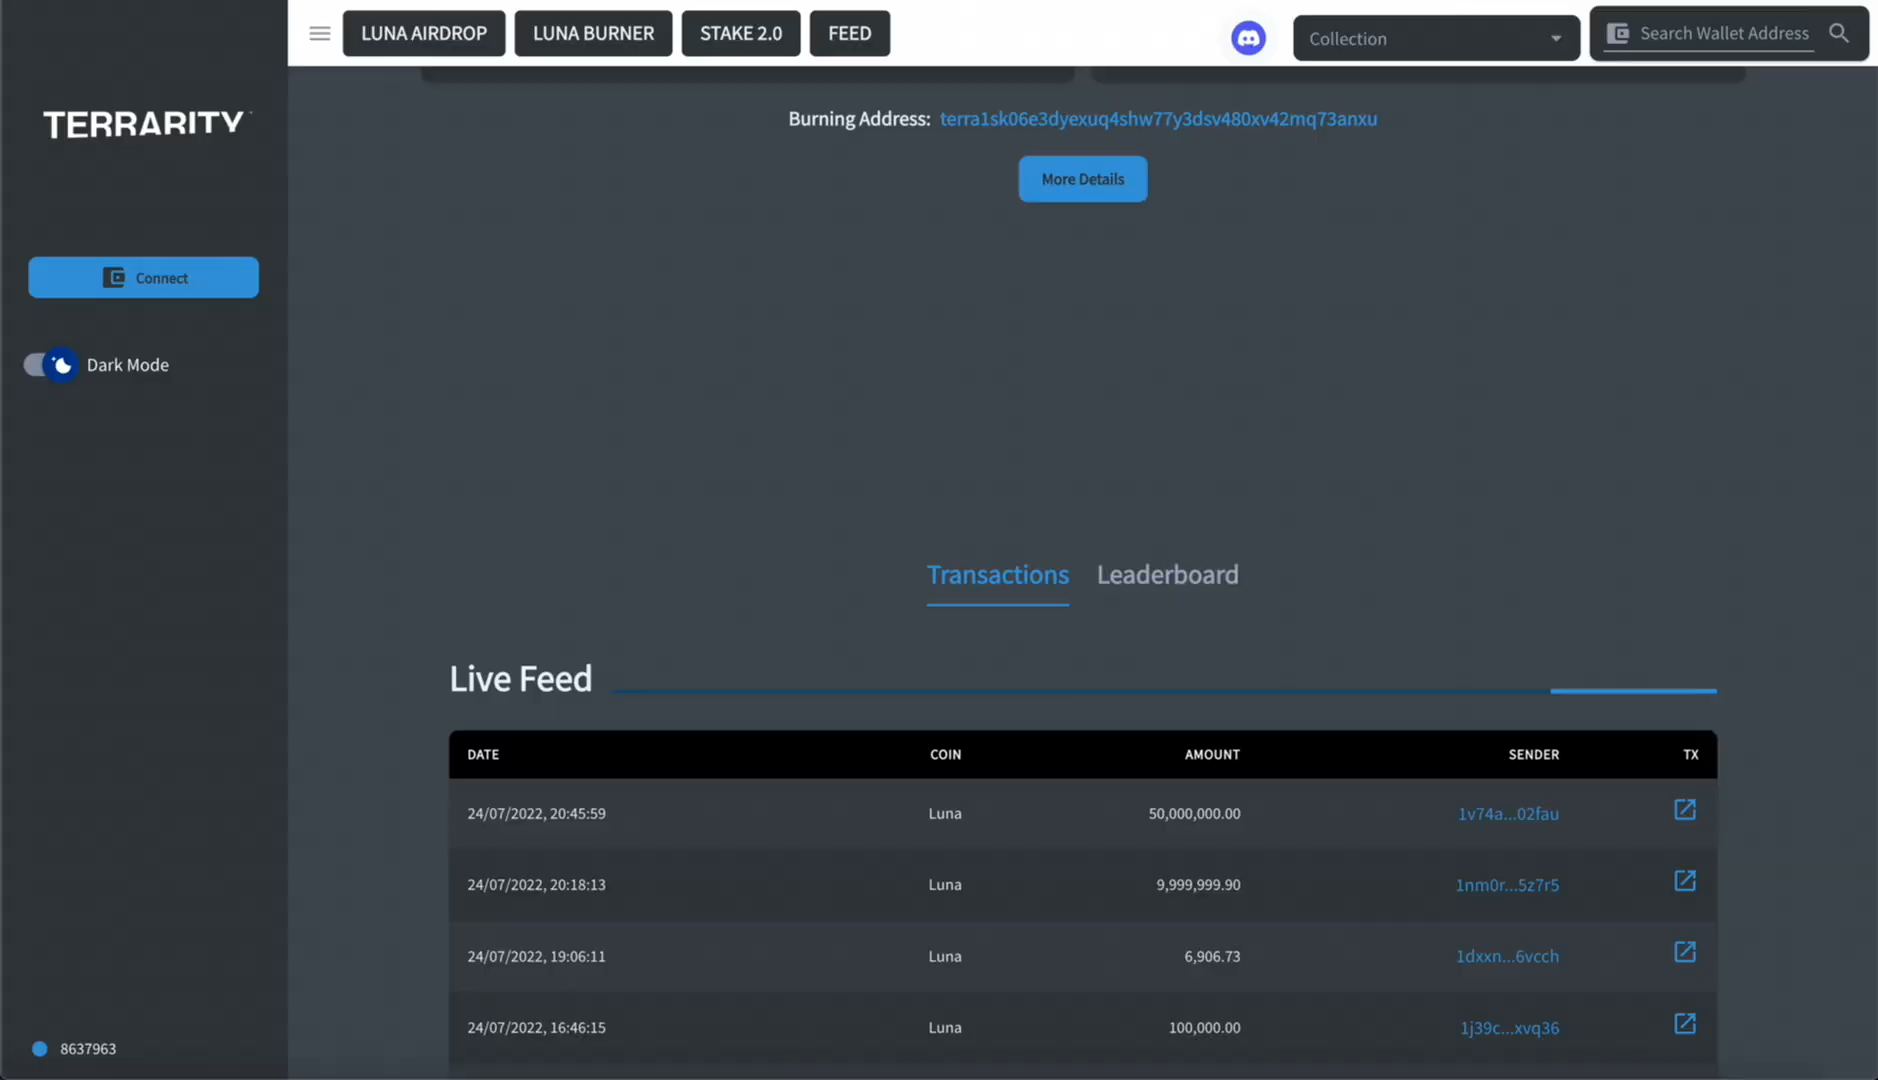 LUNA AIRDROP LUNA BURNER STAKE 2.0 FEED Collection Search Wallet Address
TERRARITY
Burning Address: terra1sk06e3dyexuq4shw77y3dsv480xv42mq73anxu
More Details
Connect
Dark Mode
Transactions Leaderboard
Live Feed
DATE COIN AMOUNT SENDER TX
24/07/2022, 20:45:59 Luna 50,000,000.00 1v74a...02fau
24/07/2022, 20:18:13 Luna 9,999,999.90 1nm0r...5z7r5
24/07/2022, 19:06:11 Luna 6,906.73 1dxxn...6vcch
24/07/2022, 16:46:15 Luna 100,000.00 1j39c...xvq36
8637963